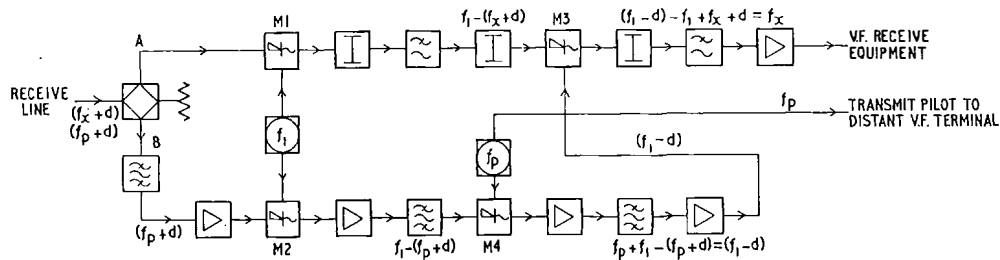 A
M1
f₁-(fₓ+d)
M3
(f₁-d)-f₁+fₓ+d=fₓ
V.F. RECEIVE
EQUIPMENT
RECEIVE
LINE
(fₓ+d)
(fₚ+d)
B
f₁
fₚ
fₚ
TRANSMIT PILOT TO
DISTANT V.F. TERMINAL
(f₁-d)
(fₚ+d)
M2
f₁-(fₚ+d)
M4
fₚ+f₁-(fₚ+d)=(f₁-d)